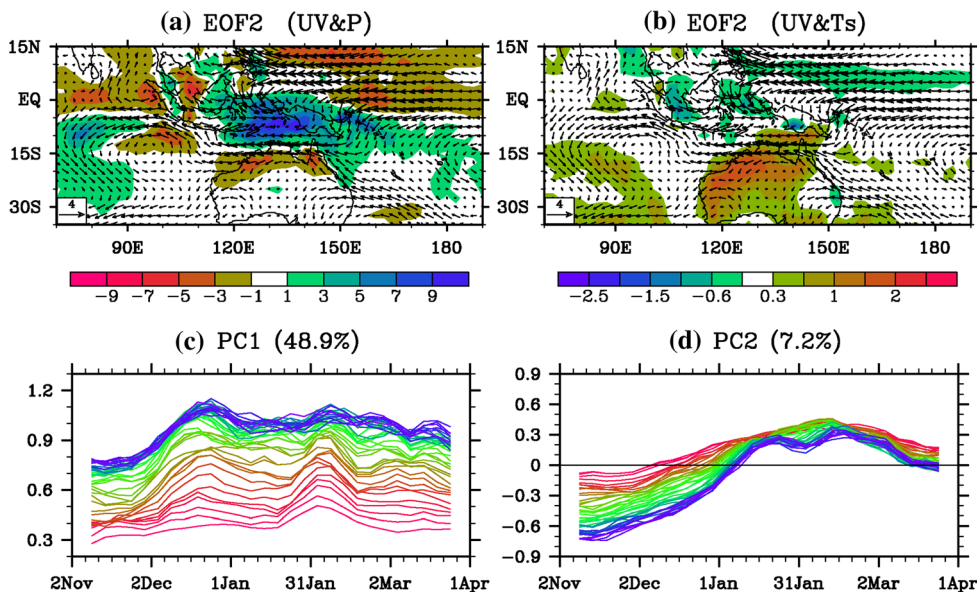 (a) EOF2 (UV&P)
(b) EOF2 (UV&Ts)
15N
EQ
15S
30S
4
90E 120E 150E 180
15N
EQ
15S
30S
4
90E 120E 150E 180
-9 -7 -5 -3 -1 1 3 5 7 9
-2.5 -1.5 -0.6 0.3 1 2
(c) PC1 (48.9%)
(d) PC2 (7.2%)
1.2
0.9
0.6
0.3
2Nov 2Dec 1Jan 31Jan 2Mar 1Apr
0.9
0.6
0.3
0
-0.3
-0.6
-0.9
2Nov 2Dec 1Jan 31Jan 2Mar 1Apr